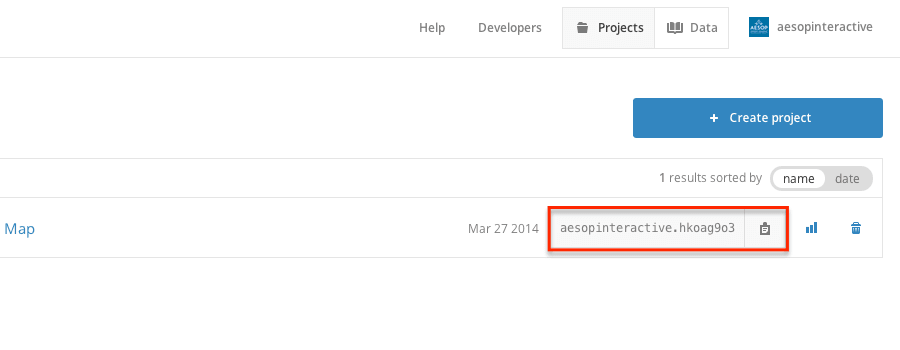 Help Developers Projects Data AESOP aesopinteractive
+ Create project
1 results sorted by name date
Map Mar 27 2014 aesopinteractive.hkoag9o3